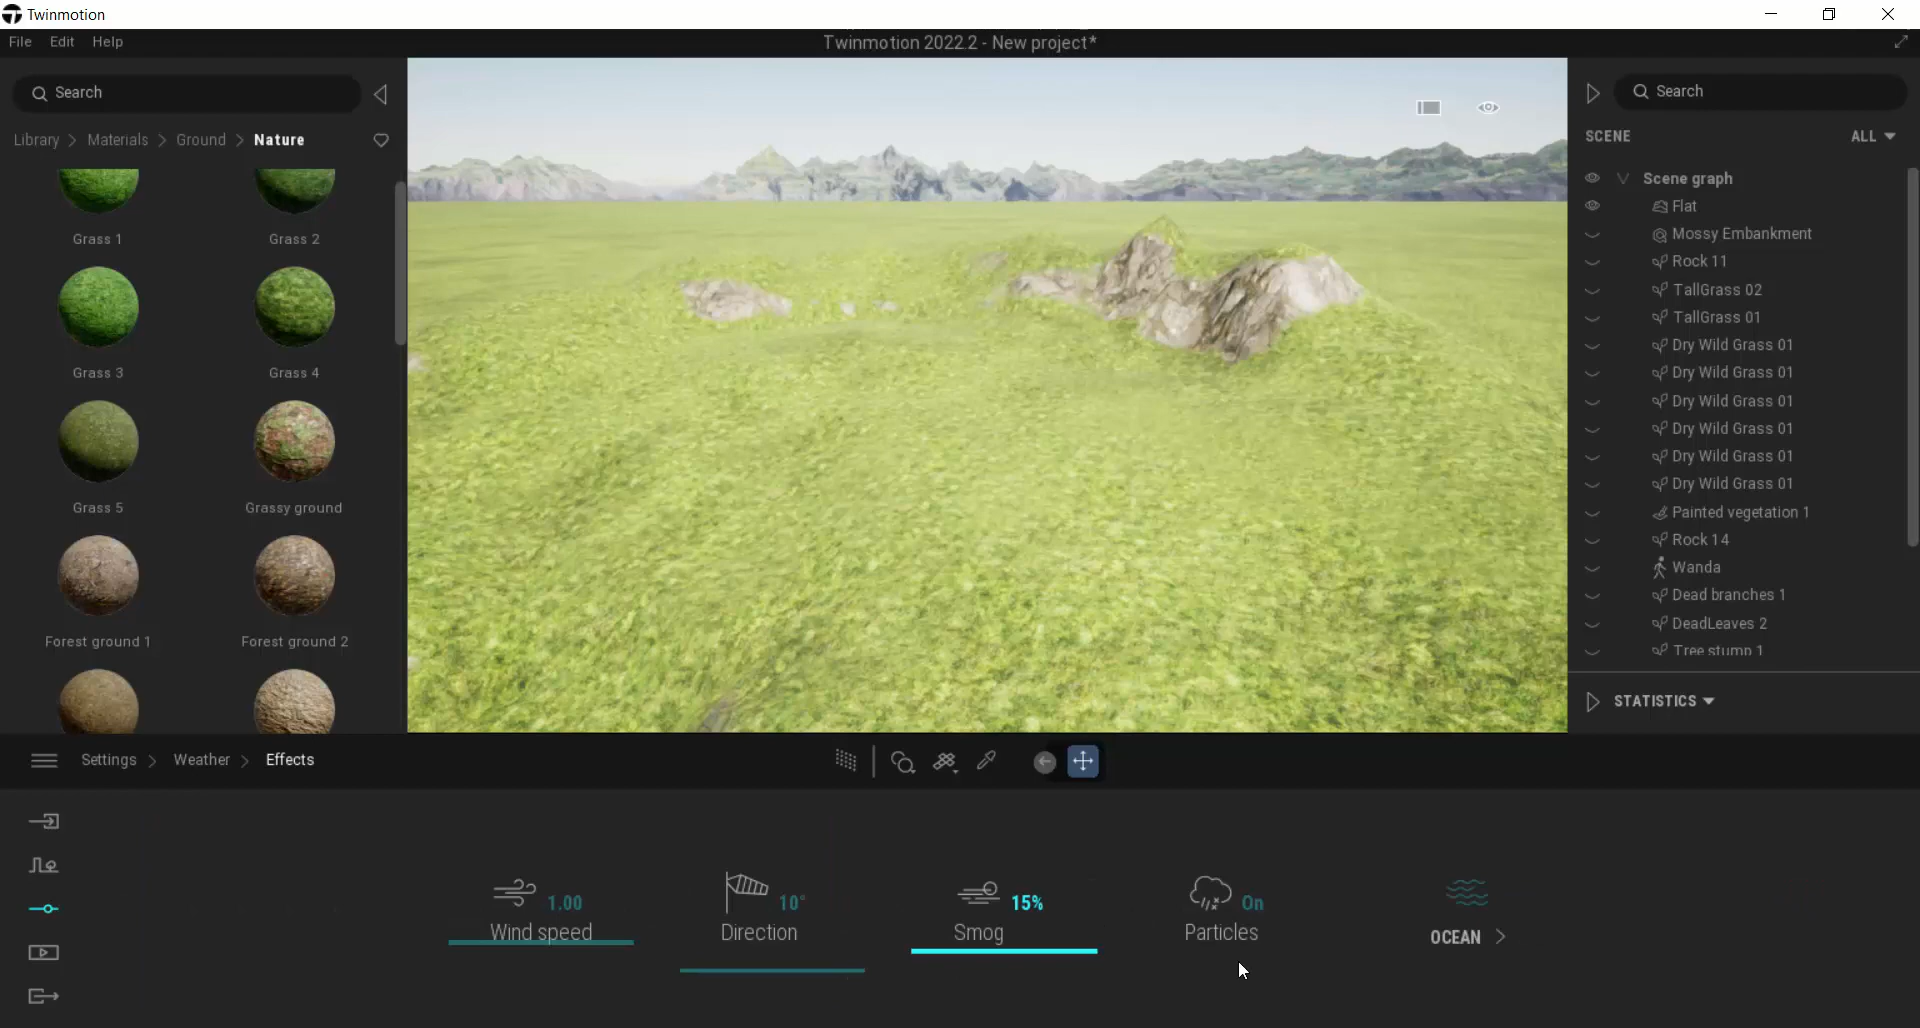 Twinmotion
File Edit Help
Twinmotion 2022.2 - New project*
Search
Library > Materials > Ground > Nature
Grass 1
Grass 2
Grass 3
Grass 4
Grass 5
Grassy ground
Forest ground 1
Forest ground 2
Search
SCENE
ALL
Scene graph
Flat
Mossy Embankment
Rock 11
TallGrass 02
TallGrass 01
Dry Wild Grass 01
Dry Wild Grass 01
Dry Wild Grass 01
Dry Wild Grass 01
Dry Wild Grass 01
Dry Wild Grass 01
Painted vegetation 1
Rock 14
Wanda
Dead branches 1
DeadLeaves 2
Tree stump 1
STATISTICS
Settings > Weather > Effects
1.00
Wind speed
10°
Direction
15%
Smog
On
Particles
OCEAN >